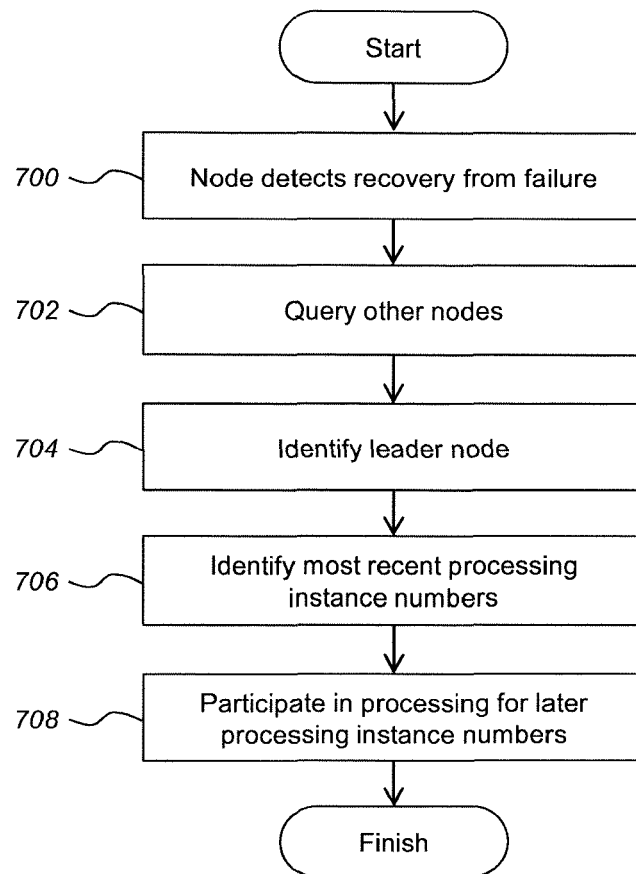 Start
700
Node detects recovery from failure
702
Query other nodes
704
Identify leader node
706
Identify most recent processing
instance numbers
708
Participate in processing for later
processing instance numbers
Finish